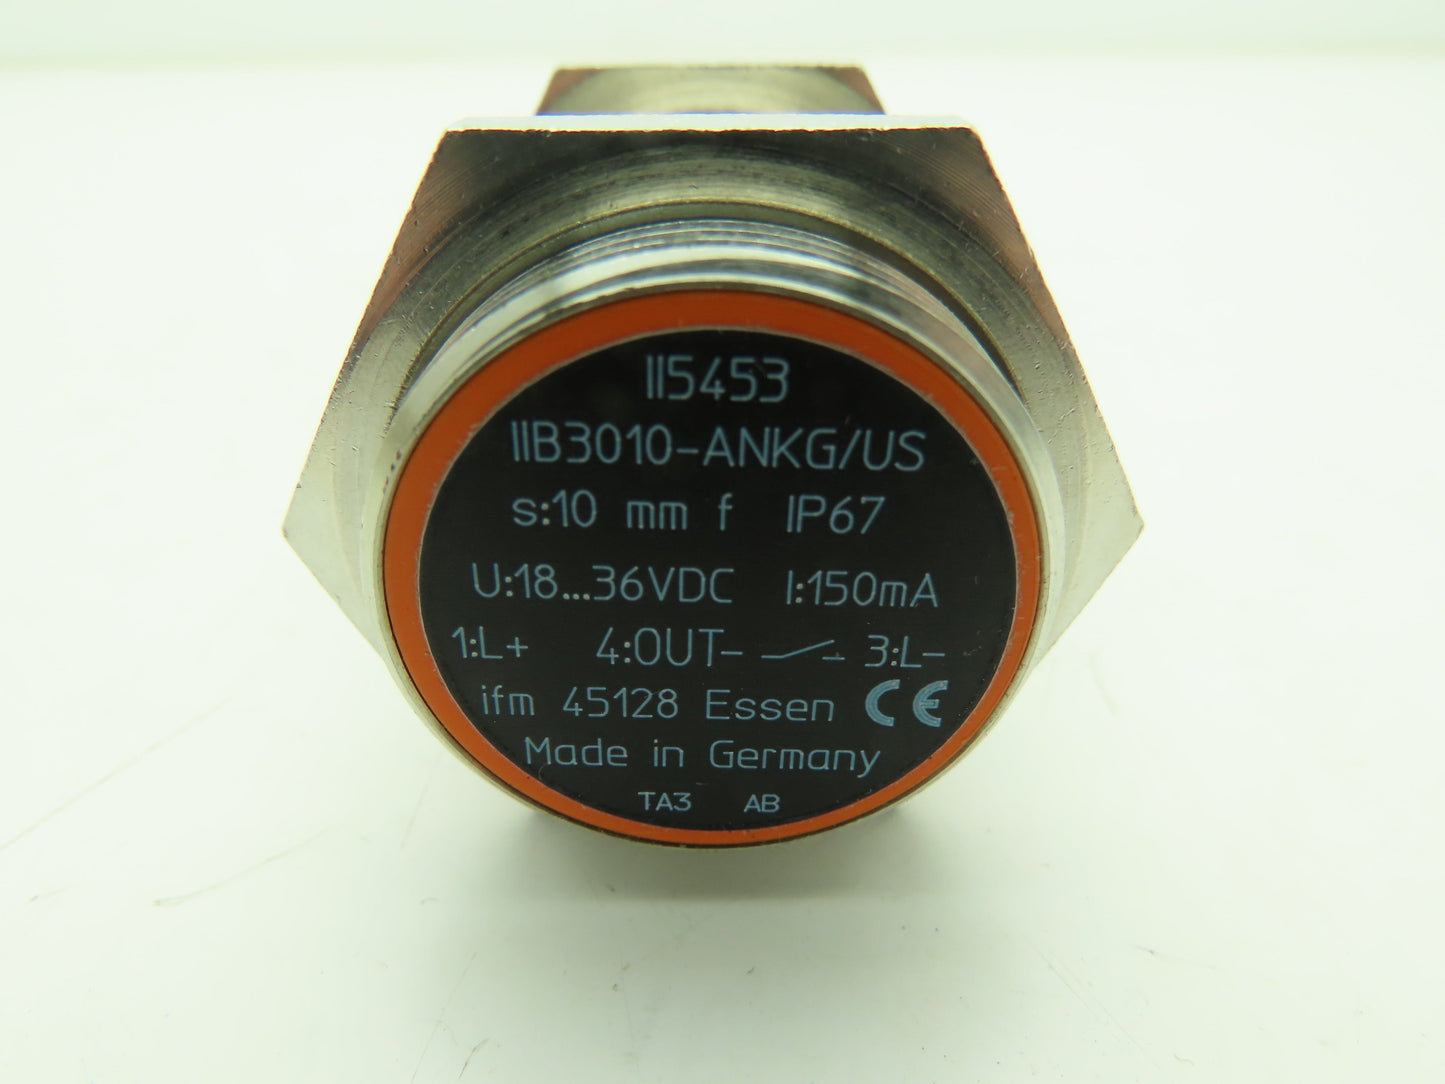 II5453
IIB3010-ANKG/US
s:10 mm f IP67
U:18...36VDC I:150mA
1:L+ 4:OUT- 3:L-
ifm 45128 Essen CE
Made in Germany
TA3 AB